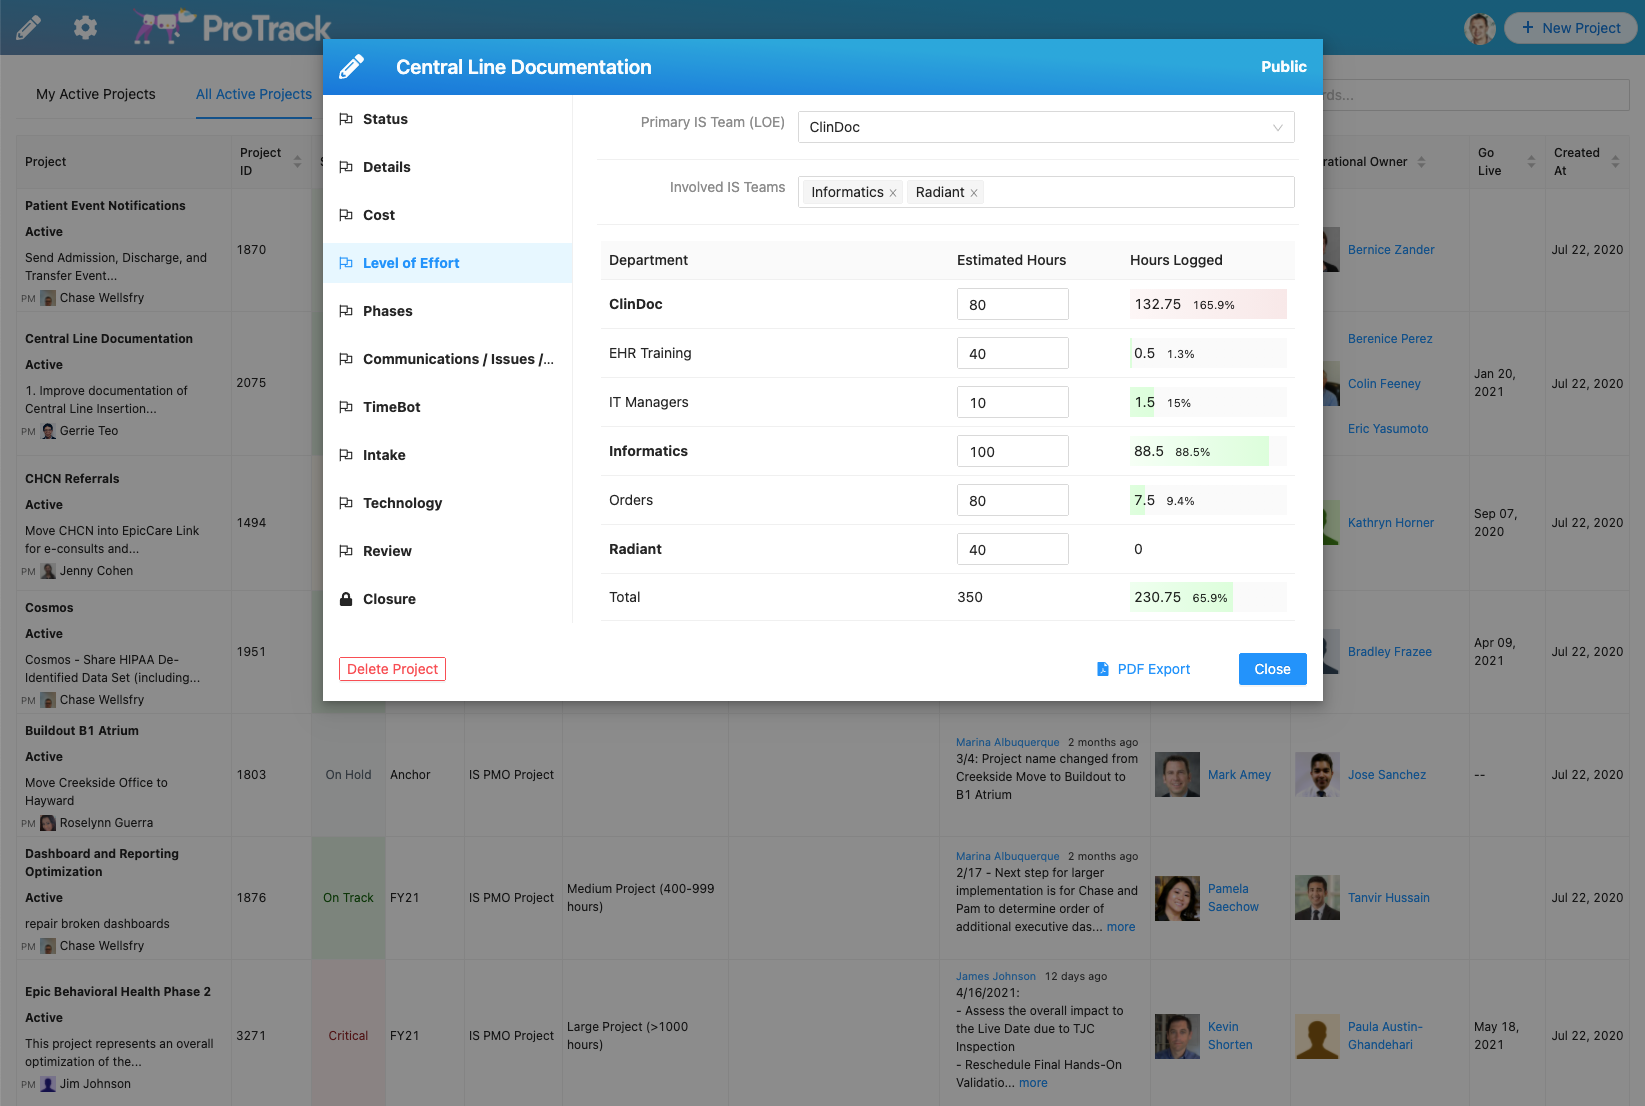 ProTrack
New Project
My Active Projects
All Active Projects
rds...
Project
Project
ID
S
rational Owner
Go
Live
Created
At
Central Line Documentation
Public
Status
Details
Cost
Level of Effort
Phases
Communications / Issues /...
TimeBot
Intake
Technology
Review
Closure
Primary IS Team (LOE)
ClinDoc
Involved IS Teams
Informatics ×
Radiant ×
Department Estimated Hours Hours Logged
ClinDoc 80 132.75 165.9%
EHR Training 40 0.5 1.3%
IT Managers 10 1.5 15%
Informatics 100 88.5 88.5%
Orders 80 7.5 9.4%
Radiant 40 0
Total 350 230.75 65.9%
Delete Project
PDF Export
Close
Patient Event Notifications
Active
Send Admission, Discharge, and
Transfer Event...
PM Chase Wellsfry
1870
Bernice Zander
Jul 22, 2020
Central Line Documentation
Active
1. Improve documentation of
Central Line Insertion...
PM Gerrie Teo
2075
Berenice Perez
Colin Feeney
Eric Yasumoto
Jan 20,
2021
Jul 22, 2020
CHCN Referrals
Active
Move CHCN into EpicCare Link
for e-consults and...
PM Jenny Cohen
1494
Kathryn Horner
Sep 07,
2020
Jul 22, 2020
Cosmos
Active
Cosmos - Share HIPAA De-
Identified Data Set (including...
PM Chase Wellsfry
1951
Bradley Frazee
Apr 09,
2021
Jul 22, 2020
Buildout B1 Atrium
Active
Move Creekside Office to
Hayward
PM Roselynn Guerra
1803
On Hold
Anchor
IS PMO Project
Marina Albuquerque 2 months ago
3/4: Project name changed from
Creekside Move to Buildout to
B1 Atrium
Mark Amey
Jose Sanchez
--
Jul 22, 2020
Dashboard and Reporting
Optimization
Active
repair broken dashboards
PM Chase Wellsfry
1876
On Track
FY21
IS PMO Project
Medium Project (400-999
hours)
Marina Albuquerque 2 months ago
2/17 - Next step for larger
implementation is for Chase and
Pam to determine order of
additional executive das... more
Pamela
Saechow
Tanvir Hussain
Jul 22, 2020
Epic Behavioral Health Phase 2
Active
This project represents an overall
optimization of the...
PM Jim Johnson
3271
Critical
FY21
IS PMO Project
Large Project (>1000
hours)
James Johnson 12 days ago
4/16/2021:
- Assess the overall impact to
the Live Date due to TJC
Inspection
- Reschedule Final Hands-On
Validatio... more
Kevin
Shorten
Paula Austin-
Ghandehari
May 18,
2021
Jul 22, 2020